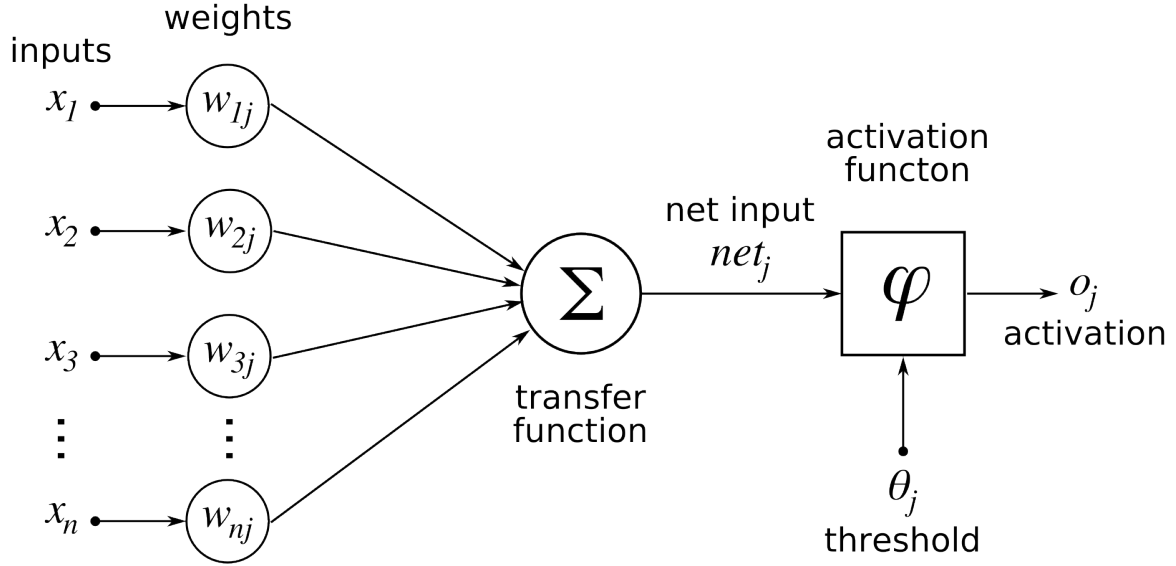 weights
inputs
x1
w1j
x2
w2j
x3
w3j
⋮ ⋮
xn
wnj
Σ
transfer
function
net input
netj
activation
functon
φ
oj
activation
θj
threshold